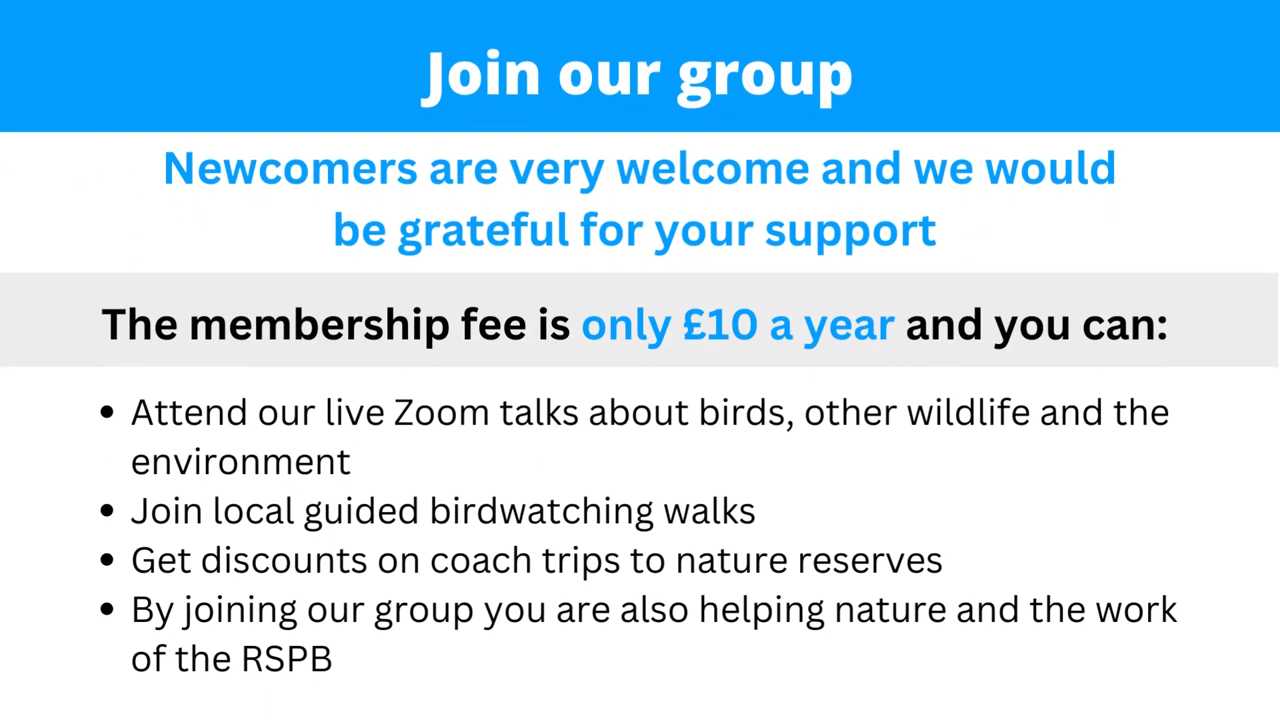 Join our group
Newcomers are very welcome and we would
be grateful for your support
The membership fee is only £10 a year and you can:
• Attend our live Zoom talks about birds, other wildlife and the
environment
• Join local guided birdwatching walks
• Get discounts on coach trips to nature reserves
• By joining our group you are also helping nature and the work
of the RSPB